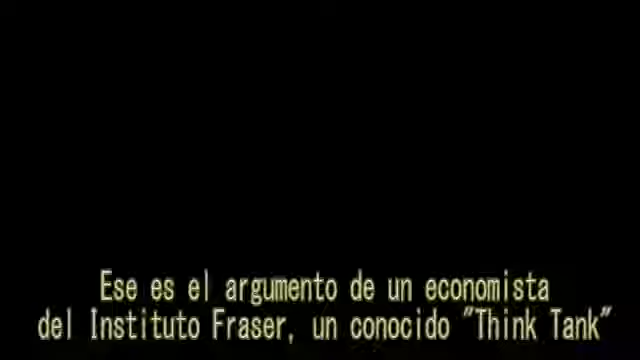 Ese es el argumento de un economista
del Instituto Fraser, un conocido "Think Tank"